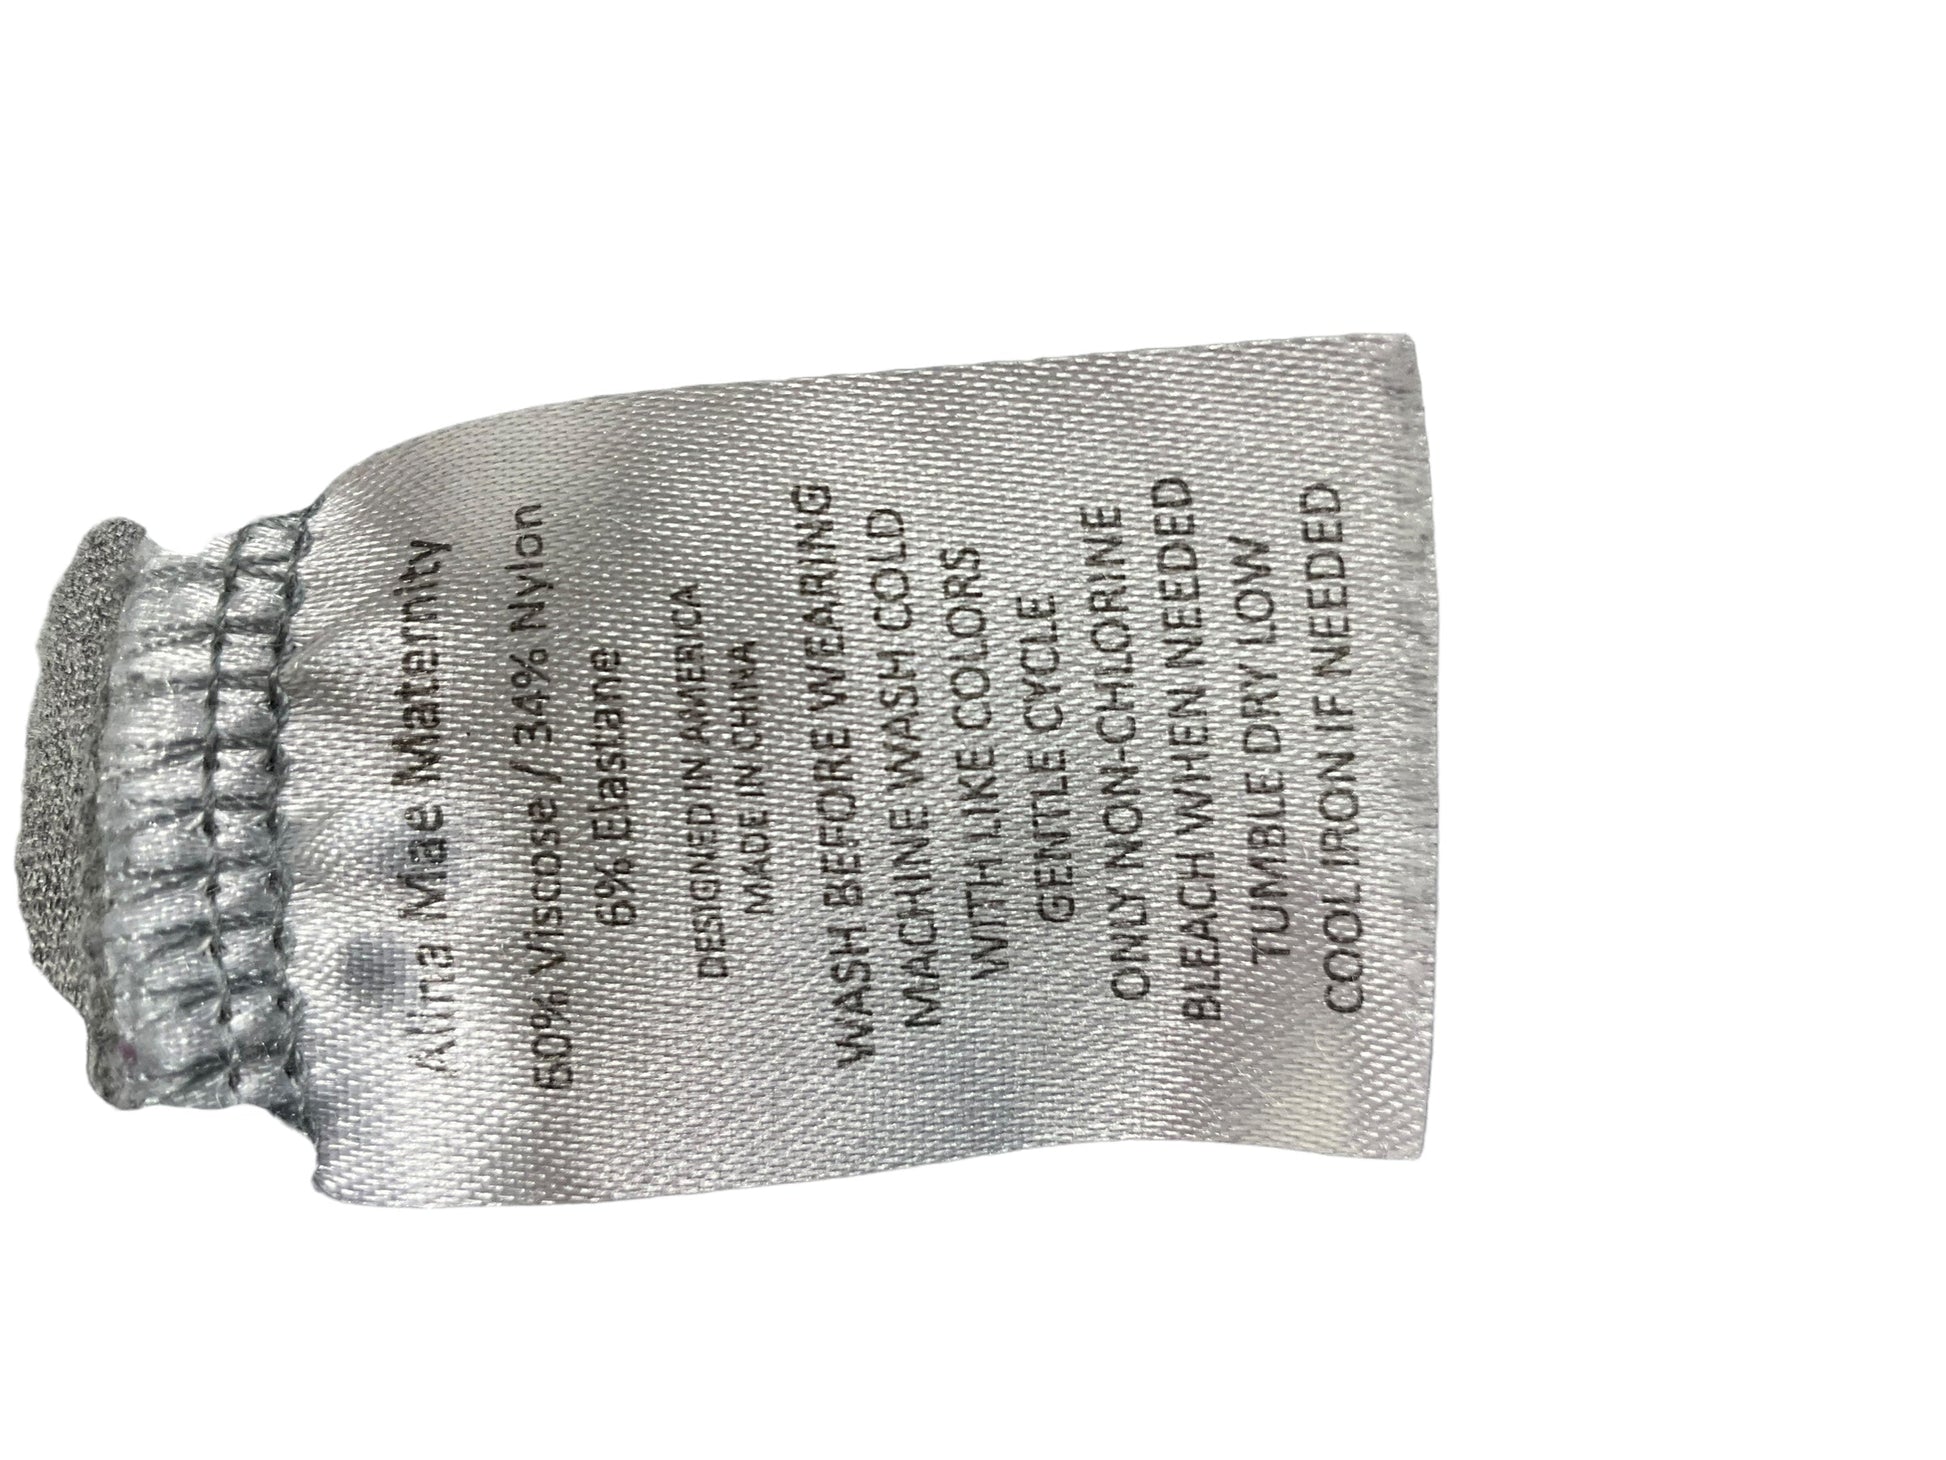 Alina Mae Maternity
60% Viscose / 34% Nylon
6% Elastane
DESIGNED IN AMERICA
MADE IN CHINA
WASH BEFORE WEARING
MACHINE WASH COLD
WITH LIKE COLORS
GENTLE CYCLE
ONLY NON-CHLORINE
BLEACH WHEN NEEDED
TUMBLE DRY LOW
COOL IRON IF NEEDED